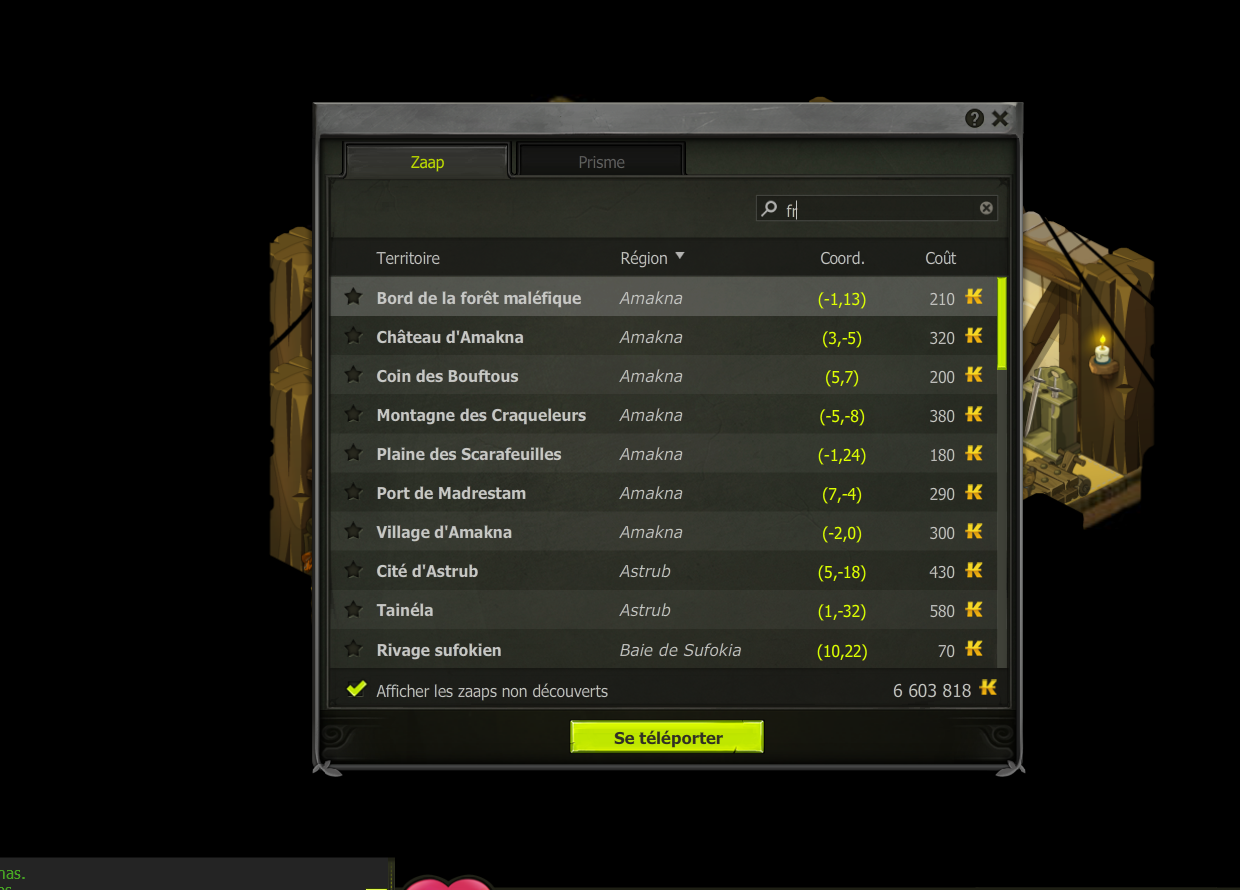 Zaap Prisme
fr
Territoire Région Coord. Coût
Bord de la forêt maléfique Amakna (-1,13) 210
Château d'Amakna Amakna (3,-5) 320
Coin des Bouftous Amakna (5,7) 200
Montagne des Craqueleurs Amakna (-5,-8) 380
Plaine des Scarafeuilles Amakna (-1,24) 180
Port de Madrestam Amakna (7,-4) 290
Village d'Amakna Amakna (-2,0) 300
Cité d'Astrub Astrub (5,-18) 430
Tainéla Astrub (1,-32) 580
Rivage sufokien Baie de Sufokia (10,22) 70
Afficher les zaaps non découverts 6 603 818
Se téléporter